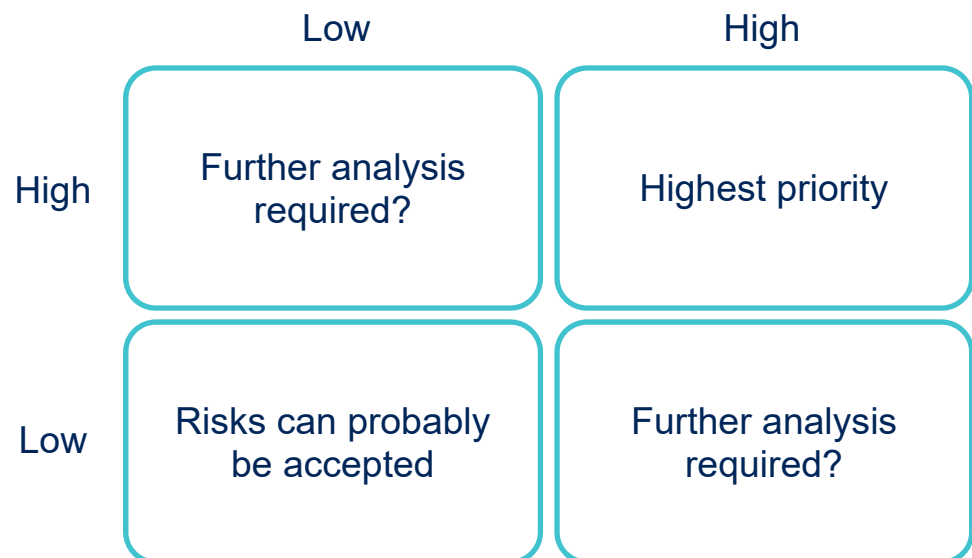 Low
High
High
Further analysis
required?
Highest priority
Low
Risks can probably
be accepted
Further analysis
required?